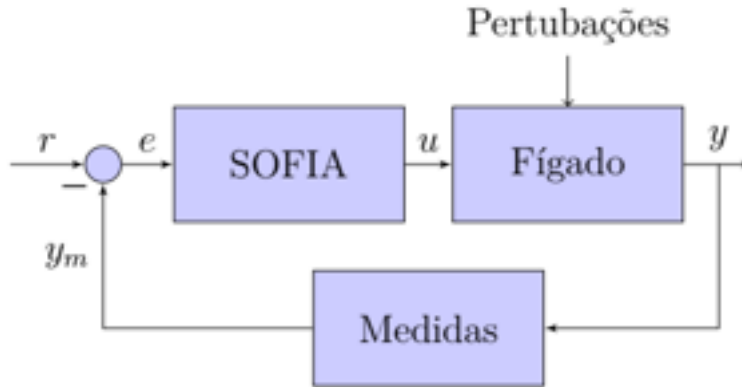 Pertubações
r
e
SOFIA
u
Fígado
y
−
y_m
Medidas